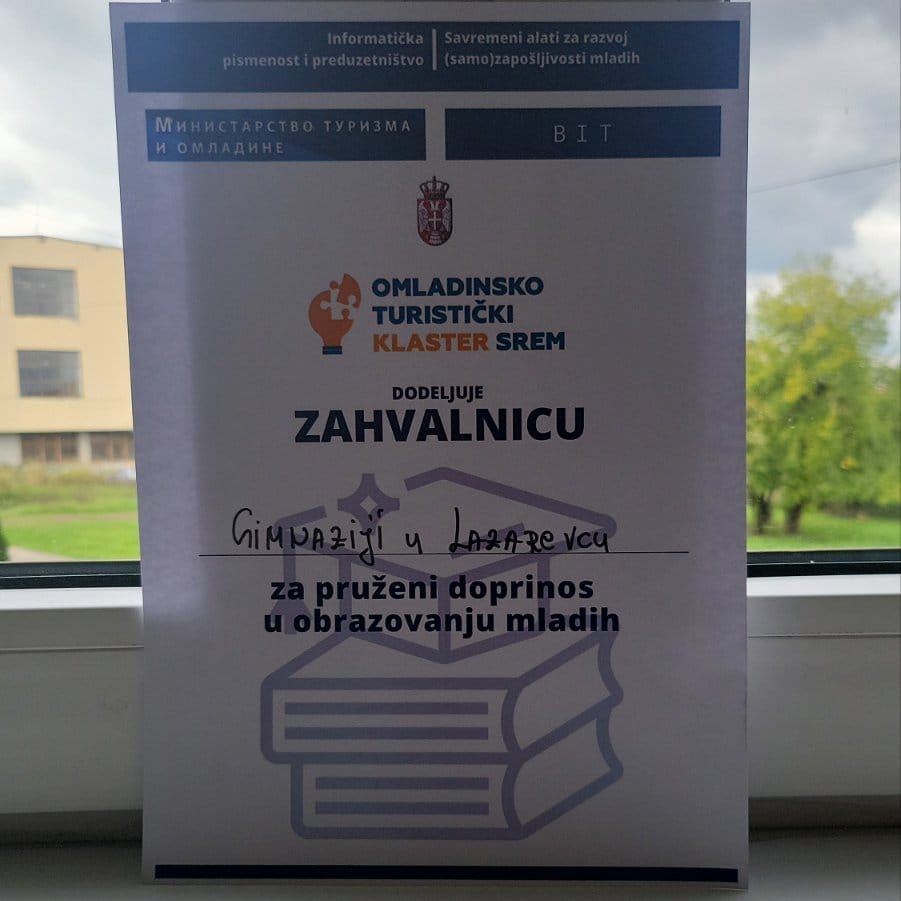 Informatička
pismenost i preduzetništvo
Savremeni alati za razvoj
(samo)zapošljivosti mladih
МИНИСТАРСТВО ТУРИЗМА
И ОМЛАДИНЕ
BIT
OMLADINSKO
TURISTIČKI
KLASTER SREM
DODELJUJE
ZAHVALNICU
GiMNAZIJI u LAZAREVCU
za pruženi doprinos
u obrazovanju mladih